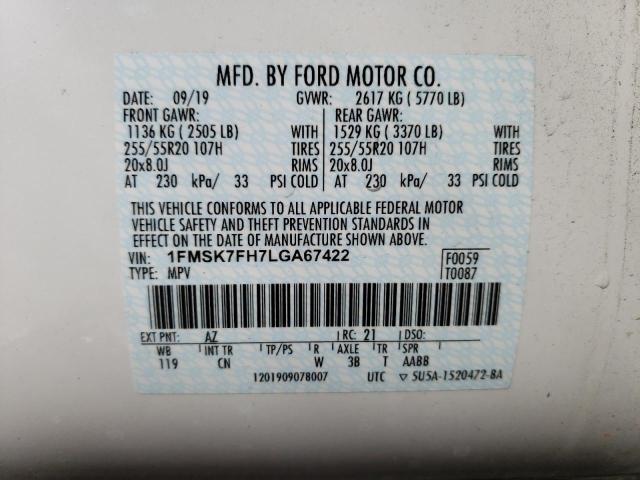 MFD. BY FORD MOTOR CO.
DATE: 09/19 GVWR: 2617 KG ( 5770 LB)
FRONT GAWR: REAR GAWR:
1136 KG ( 2505 LB) WITH 1529 KG ( 3370 LB) WITH
255/55R20 107H TIRES 255/55R20 107H TIRES
20x8.0J RIMS 20x8.0J RIMS
AT 230 kPa/ 33 PSI COLD AT 230 kPa/ 33 PSI COLD
THIS VEHICLE CONFORMS TO ALL APPLICABLE FEDERAL MOTOR
VEHICLE SAFETY AND THEFT PREVENTION STANDARDS IN
EFFECT ON THE DATE OF MANUFACTURE SHOWN ABOVE.
VIN: 1FMSK7FH7LGA67422 F0059
TYPE: MPV T0087
EXT PNT: AZ RC: 21 DSO:
WB INT TR TP/PS R AXLE TR SPR
119 CN W 3B T AABB
1201909078007 UTC ▽ 5U5A-1520472-BA